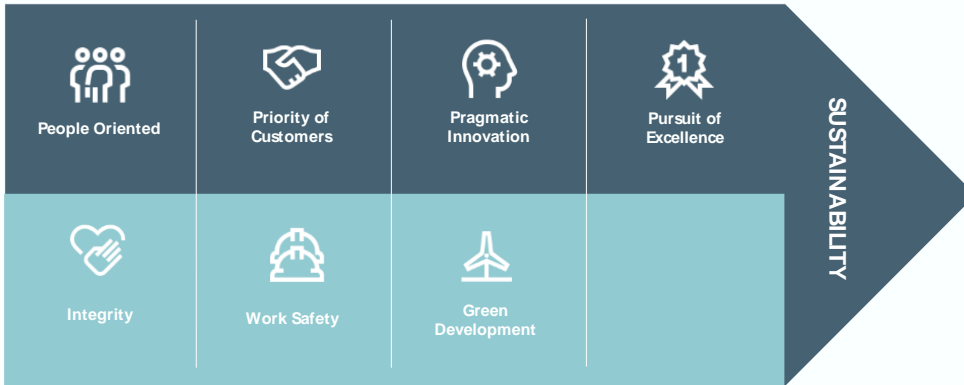 People Oriented
Priority of
Customers
Pragmatic
Innovation
1
Pursuit of
Excellence
Integrity
Work Safety
Green
Development
SUSTAINABILITY